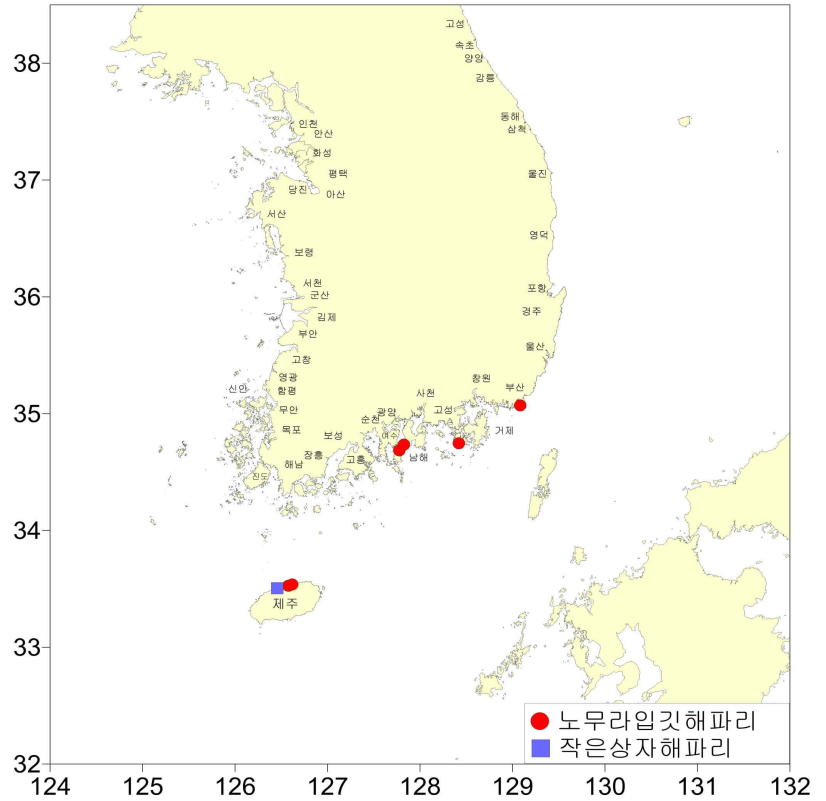 고성
속초
38
양양
강릉
동해
인천
삼척
안산
화성
평택
울진
37
당진
아산
서산
영덕
보령
서천
포항
군산
36
경주
김제
부안
울산
고창
영광
창원
부산
신안
함평
사천
무안
광양
고성
35
순천
목포
보성
여수
거제
장흥
고흥
남해
해남
진도
34
제주
33
노무라입깃해파리
작은상자해파리
32
124 125 126 127 128 129 130 131 132